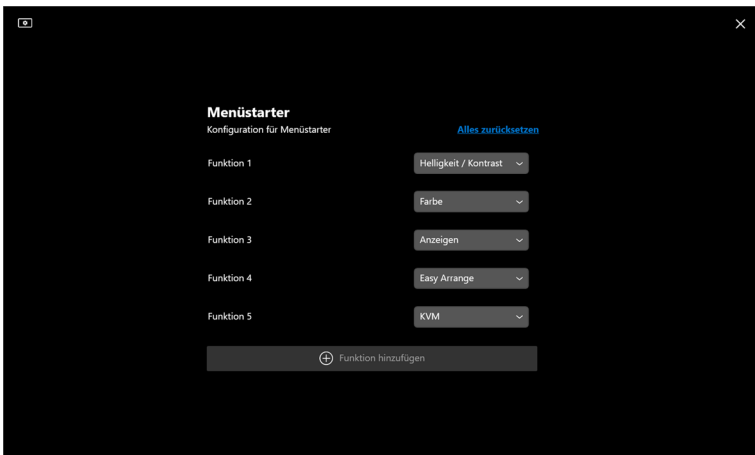 Menüstarter
Konfiguration für Menüstarter Alles zurücksetzen
Funktion 1 Helligkeit / Kontrast
Funktion 2 Farbe
Funktion 3 Anzeigen
Funktion 4 Easy Arrange
Funktion 5 KVM
Funktion hinzufügen